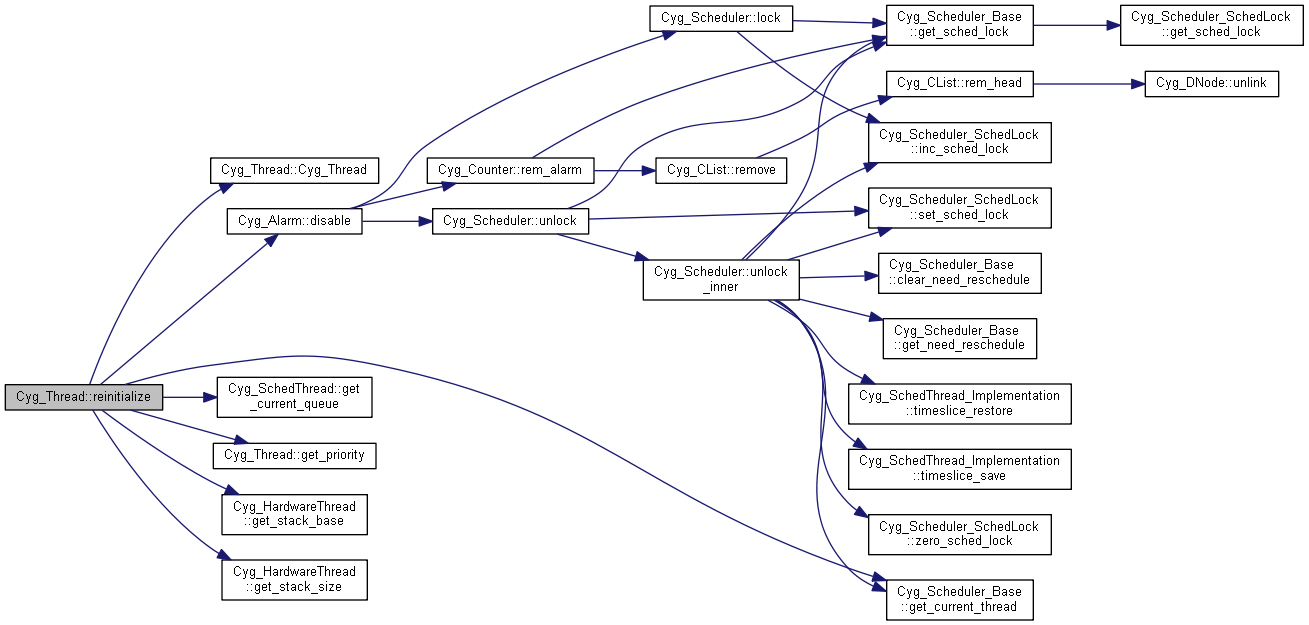 Cyg_Thread::reinitialize
Cyg_Thread::Cyg_Thread
Cyg_Alarm::disable
Cyg_SchedThread::get
_current_queue
Cyg_Thread::get_priority
Cyg_HardwareThread
::get_stack_base
Cyg_HardwareThread
::get_stack_size
Cyg_Counter::rem_alarm
Cyg_Scheduler::unlock
Cyg_Scheduler::lock
Cyg_CList::remove
Cyg_Scheduler::unlock
_inner
Cyg_Scheduler_Base
::get_sched_lock
Cyg_CList::rem_head
Cyg_Scheduler_SchedLock
::inc_sched_lock
Cyg_Scheduler_SchedLock
::set_sched_lock
Cyg_Scheduler_Base
::clear_need_reschedule
Cyg_Scheduler_Base
::get_need_reschedule
Cyg_SchedThread_Implementation
::timeslice_restore
Cyg_SchedThread_Implementation
::timeslice_save
Cyg_Scheduler_SchedLock
::zero_sched_lock
Cyg_Scheduler_Base
::get_current_thread
Cyg_Scheduler_SchedLock
::get_sched_lock
Cyg_DNode::unlink